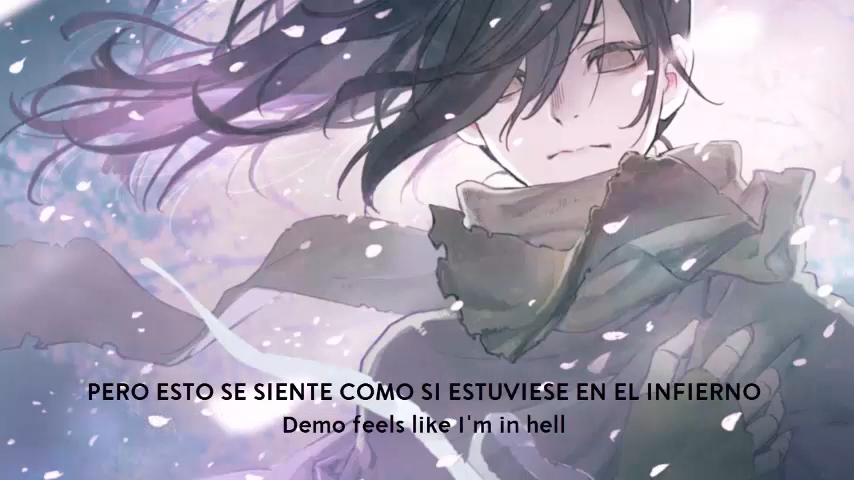 PERO ESTO SE SIENTE COMO SI ESTUVIESE EN EL INFIERNO
Demo feels like I'm in hell